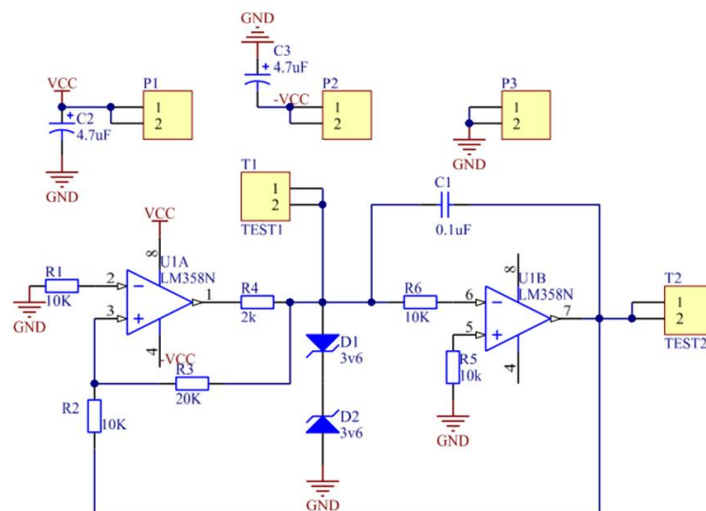 GND
C3
4.7uF
VCC
P1
1
2
C2
4.7uF
GND
P2
-VCC
1
2
P3
1
2
GND
T1
1
2
TEST1
C1
0.1uF
VCC
8
U1A
LM358N
R1
10K
GND
2
3
1
4
-VCC
R4
2k
R3
20K
R2
10K
D1
3v6
D2
3v6
GND
R6
10K
8
U1B
LM358N
6
5
7
4
R5
10k
GND
T2
1
2
TEST2